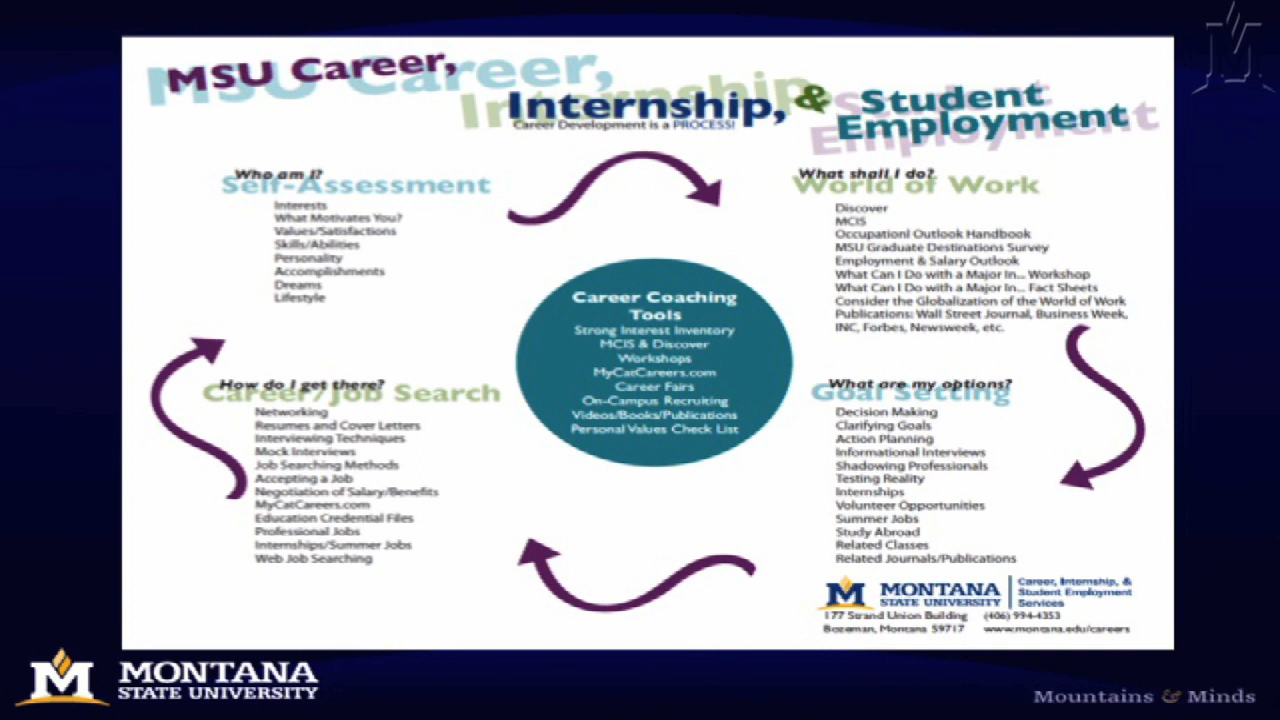 MSU Career,
Internship, & Student
Employment
Career Development is a PROCESS!
Who am I?
Self-Assessment
Interests
What Motivates You?
Values/Satisfactions
Skills/Abilities
Personality
Accomplishments
Dreams
Lifestyle
What shall I do?
World of Work
Discover
MCIS
Occupationl Outlook Handbook
MSU Graduate Destinations Survey
Employment & Salary Outlook
What Can I Do with a Major In... Workshop
What Can I Do with a Major In... Fact Sheets
Consider the Globalization of the World of Work
Publications: Wall Street Journal, Business Week,
INC, Forbes, Newsweek, etc.
Career Coaching
Tools
Strong Interest Inventory
MCIS & Discover
Workshops
MyCatCareers.com
Career Fairs
On-Campus Recruiting
Videos/Books/Publications
Personal Values Check List
How do I get there?
Career/Job Search
Networking
Resumes and Cover Letters
Interviewing Techniques
Mock Interviews
Job Searching Methods
Accepting a Job
Negotiation of Salary/Benefits
MyCatCareers.com
Education Credential Files
Professional Jobs
Internships/Summer Jobs
Web Job Searching
What are my options?
Goal Setting
Decision Making
Clarifying Goals
Action Planning
Informational Interviews
Shadowing Professionals
Testing Reality
Internships
Volunteer Opportunities
Summer Jobs
Study Abroad
Related Classes
Related Journals/Publications
M MONTANA
STATE UNIVERSITY
Career, Internship, &
Student Employment
Services
177 Strand Union Building (406) 994-4353
Bozeman, Montana 59717 www.montana.edu/careers
M MONTANA
STATE UNIVERSITY
Mountains & Minds